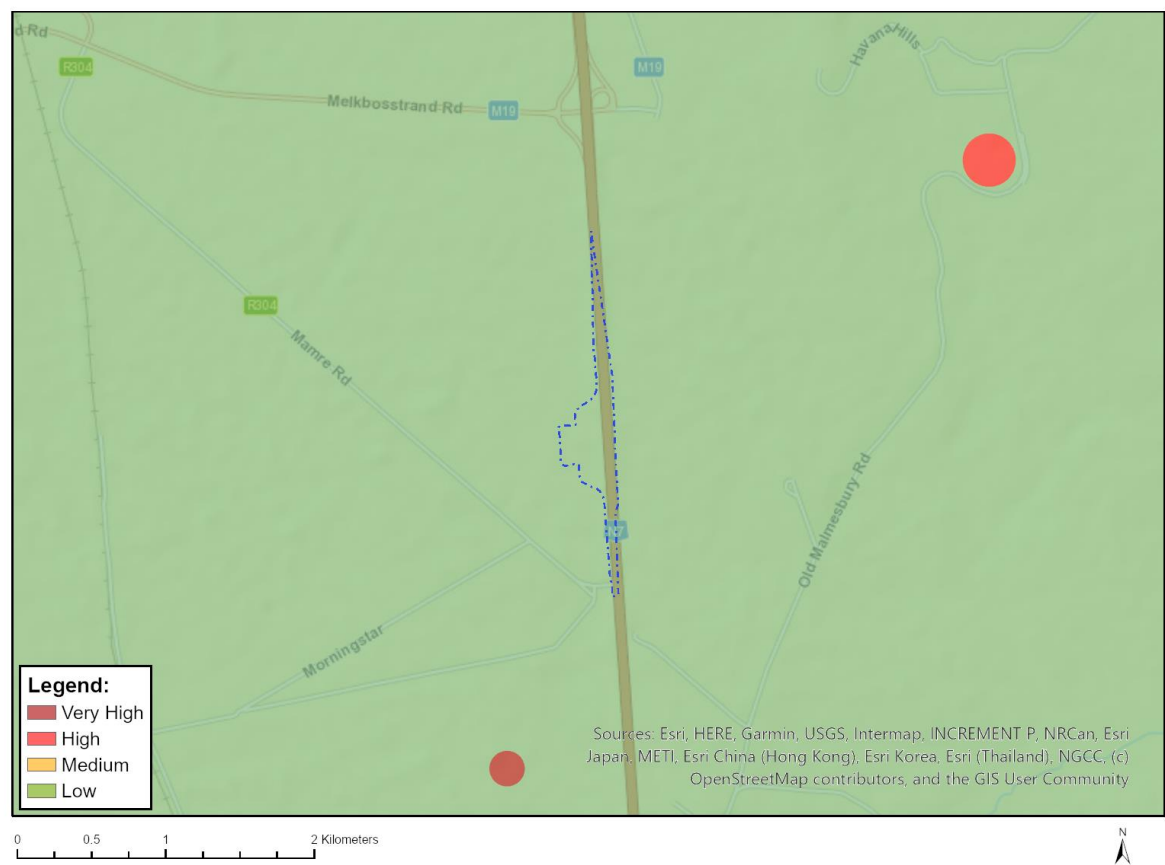 d Rd
R304
M19
Havana Hills
Melkbosstrand Rd
M19
R304
Mamre Rd
Old Malmesbury Rd
N7
Morningstar
Legend:
Very High
High
Medium
Low
Sources: Esri, HERE, Garmin, USGS, Intermap, INCREMENT P, NRCan, Esri
Japan, METI, Esri China (Hong Kong), Esri Korea, Esri (Thailand), NGCC, (c)
OpenStreetMap contributors, and the GIS User Community
0 0.5 1 2 Kilometers
N